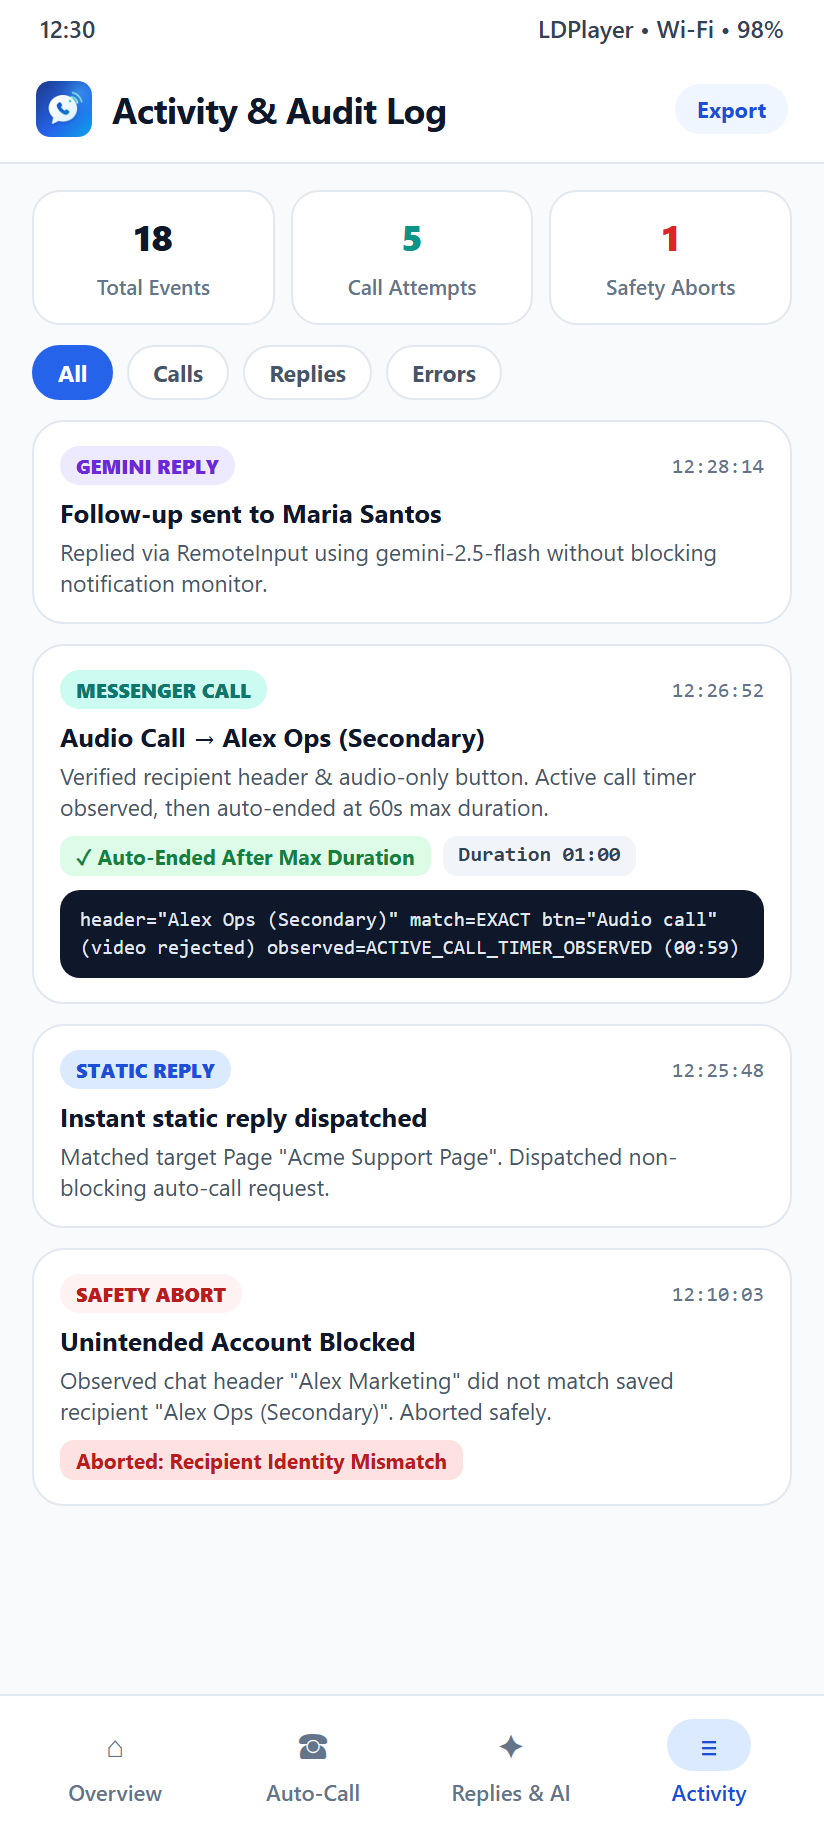 12:30
LDPlayer • Wi-Fi • 98%
Activity & Audit Log
Export
18
Total Events
5
Call Attempts
1
Safety Aborts
All
Calls
Replies
Errors
GEMINI REPLY
12:28:14
Follow-up sent to Maria Santos
Replied via RemoteInput using gemini-2.5-flash without blocking
notification monitor.
MESSENGER CALL
12:26:52
Audio Call → Alex Ops (Secondary)
Verified recipient header & audio-only button. Active call timer
observed, then auto-ended at 60s max duration.
✓ Auto-Ended After Max Duration
Duration 01:00
header="Alex Ops (Secondary)" match=EXACT btn="Audio call"
(video rejected) observed=ACTIVE_CALL_TIMER_OBSERVED (00:59)
STATIC REPLY
12:25:48
Instant static reply dispatched
Matched target Page "Acme Support Page". Dispatched non-
blocking auto-call request.
SAFETY ABORT
12:10:03
Unintended Account Blocked
Observed chat header "Alex Marketing" did not match saved
recipient "Alex Ops (Secondary)". Aborted safely.
Aborted: Recipient Identity Mismatch
Overview
Auto-Call
Replies & AI
Activity